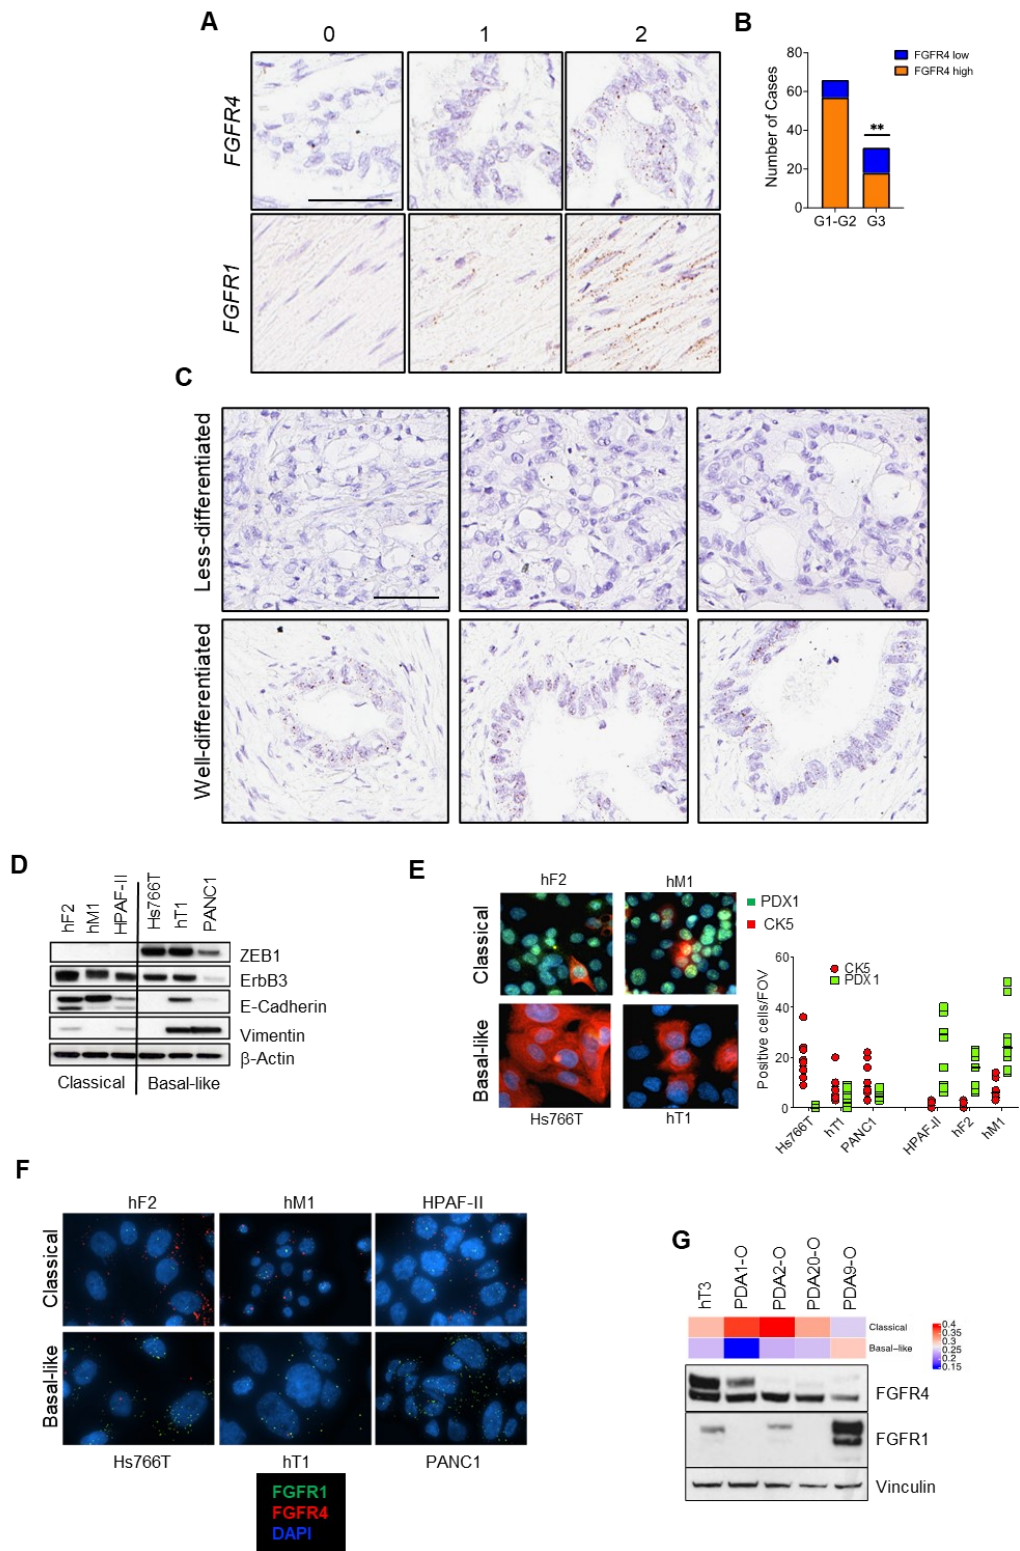 A
0 1 2
FGFR4
FGFR1
B
FGFR4 low
FGFR4 high
Number of Cases
80
60
40
20
0
**
G1-G2 G3
C
Less-differentiated
Well-differentiated
D
hF2 hM1 HPAF-II Hs766T hT1 PANC1
ZEB1
ErbB3
E-Cadherin
Vimentin
β-Actin
Classical Basal-like
E
hF2 hM1
Classical
Basal-like
Hs766T hT1
PDX1
CK5
Positive cells/FOV
60
40
20
0
CK5
PDX1
Hs766T hT1 PANC1 HPAF-II hF2 hM1
F
hF2 hM1 HPAF-II
Classical
Basal-like
Hs766T hT1 PANC1
FGFR1
FGFR4
DAPI
G
hT3 PDA1-O PDA2-O PDA20-O PDA9-O
Classical
Basal-like
0.4
0.35
0.3
0.25
0.2
0.15
FGFR4
FGFR1
Vinculin